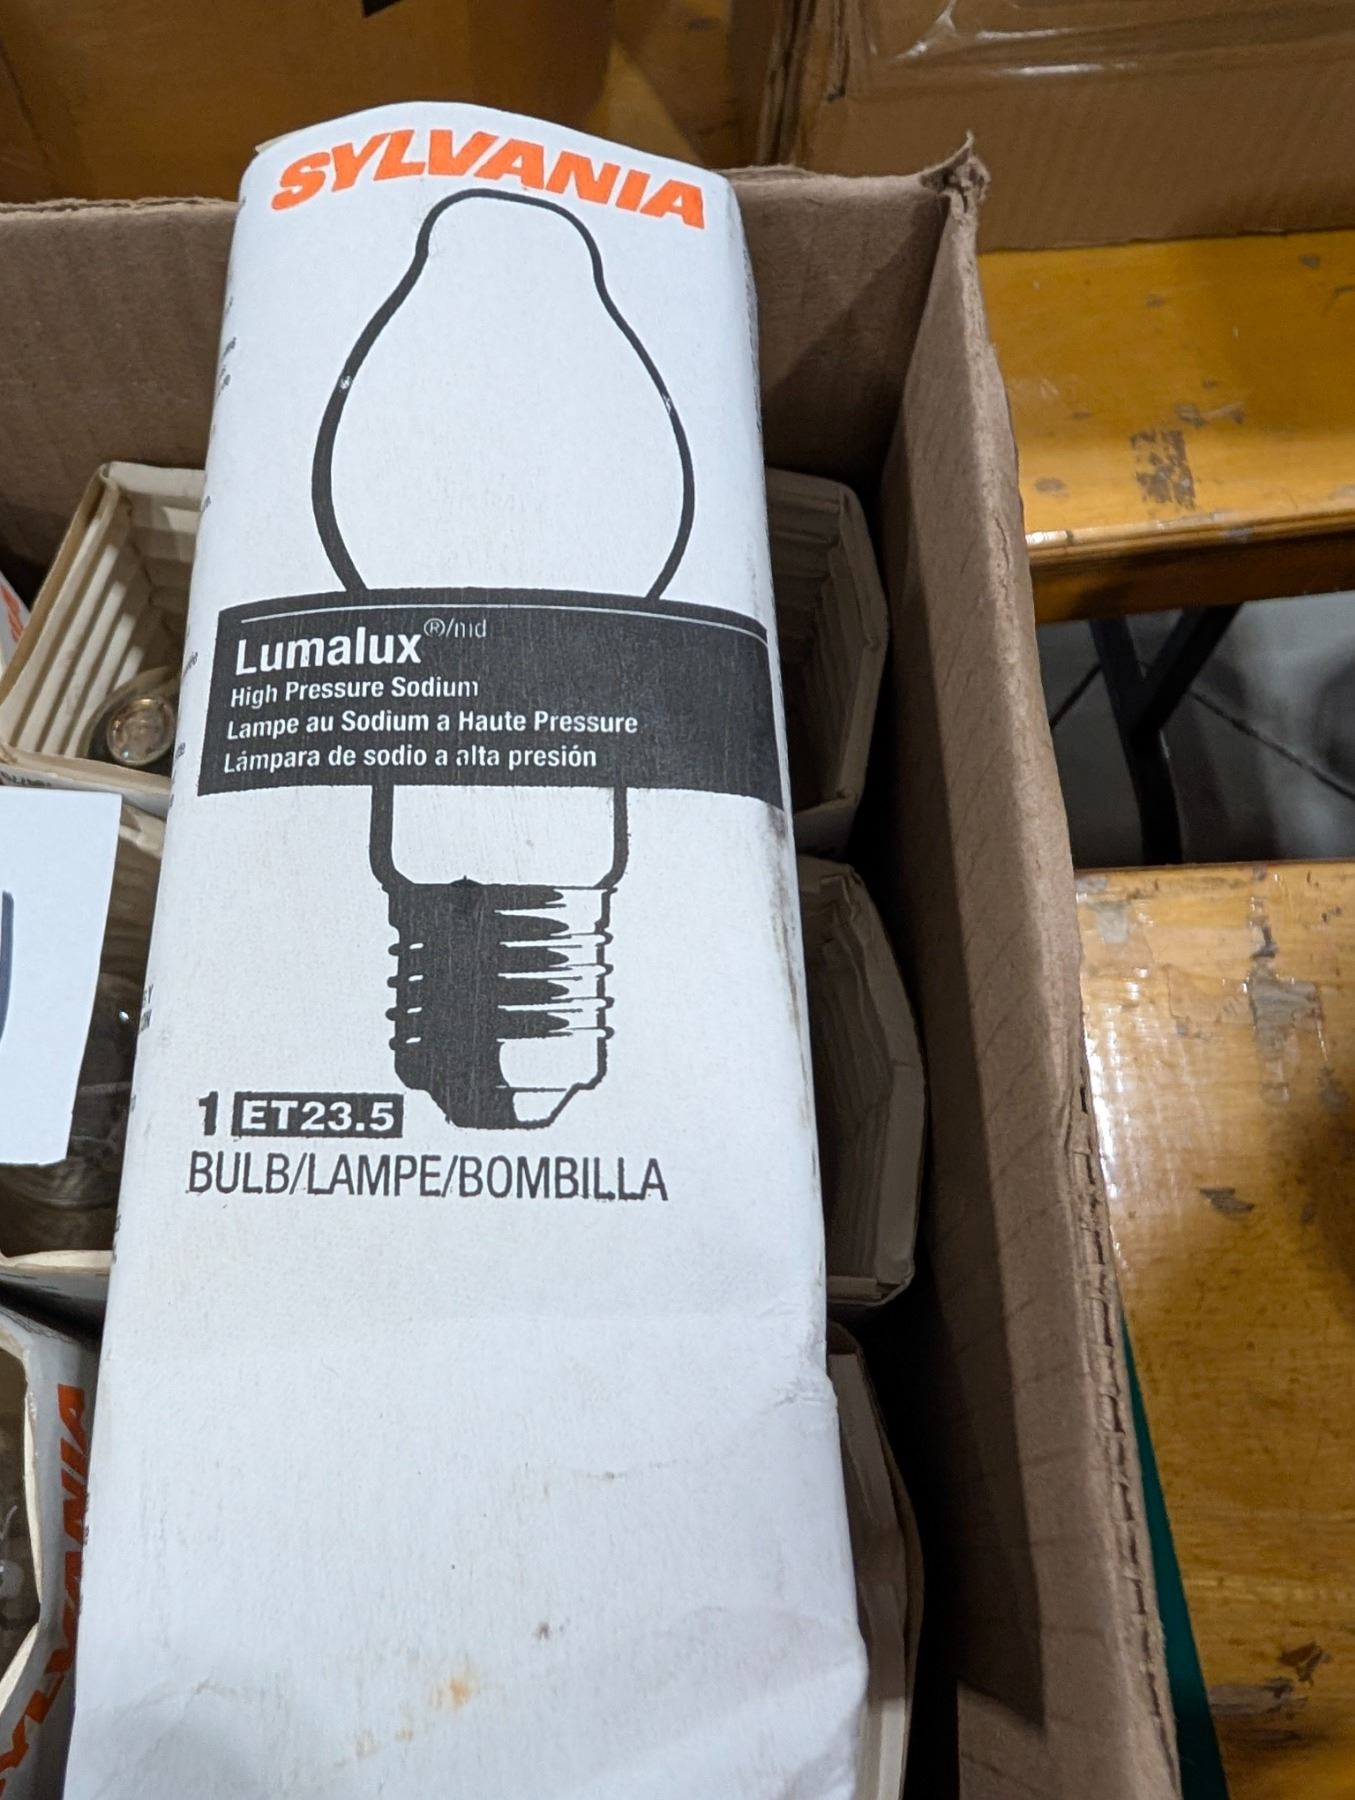 SYLVANIA
Lumalux®/md
High Pressure Sodium
Lampe au Sodium a Haute Pressure
Lámpara de sodio a alta presión
1 ET23.5
BULB/LAMPE/BOMBILLA
SYLVANIA